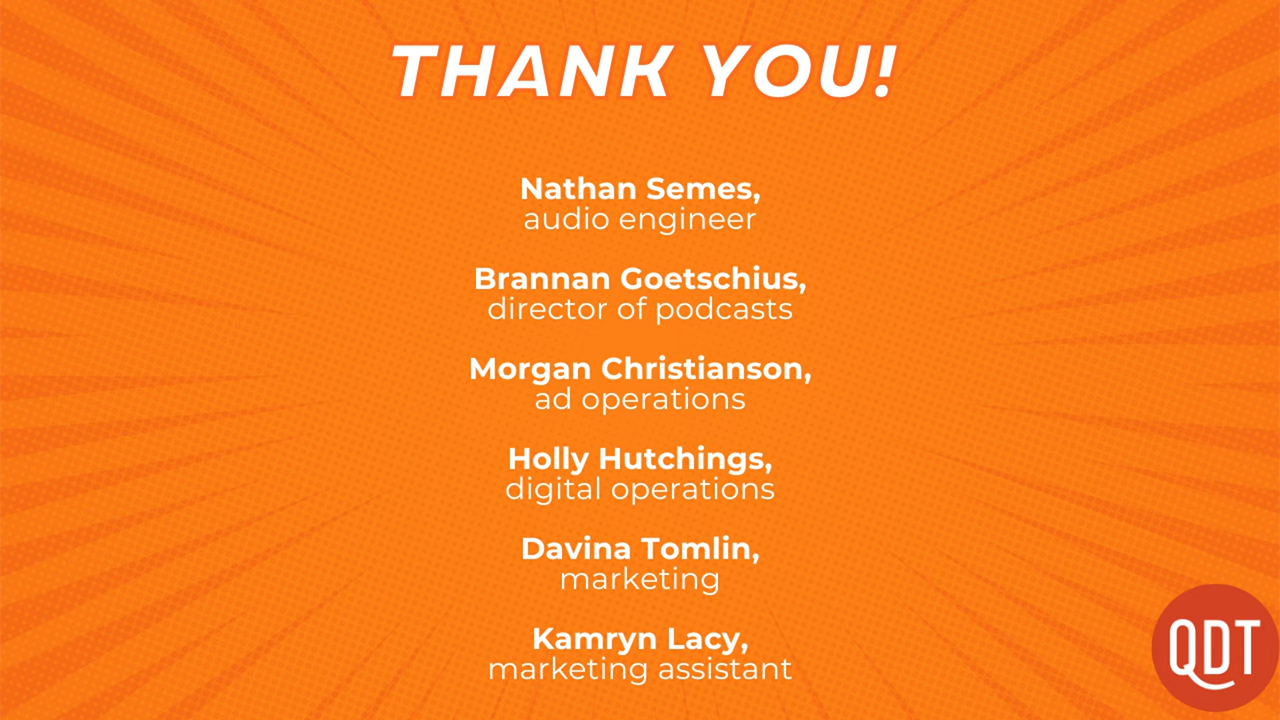 THANK YOU!
Nathan Semes,
audio engineer
Brannan Goetschius,
director of podcasts
Morgan Christianson,
ad operations
Holly Hutchings,
digital operations
Davina Tomlin,
marketing
Kamryn Lacy,
marketing assistant
QDT